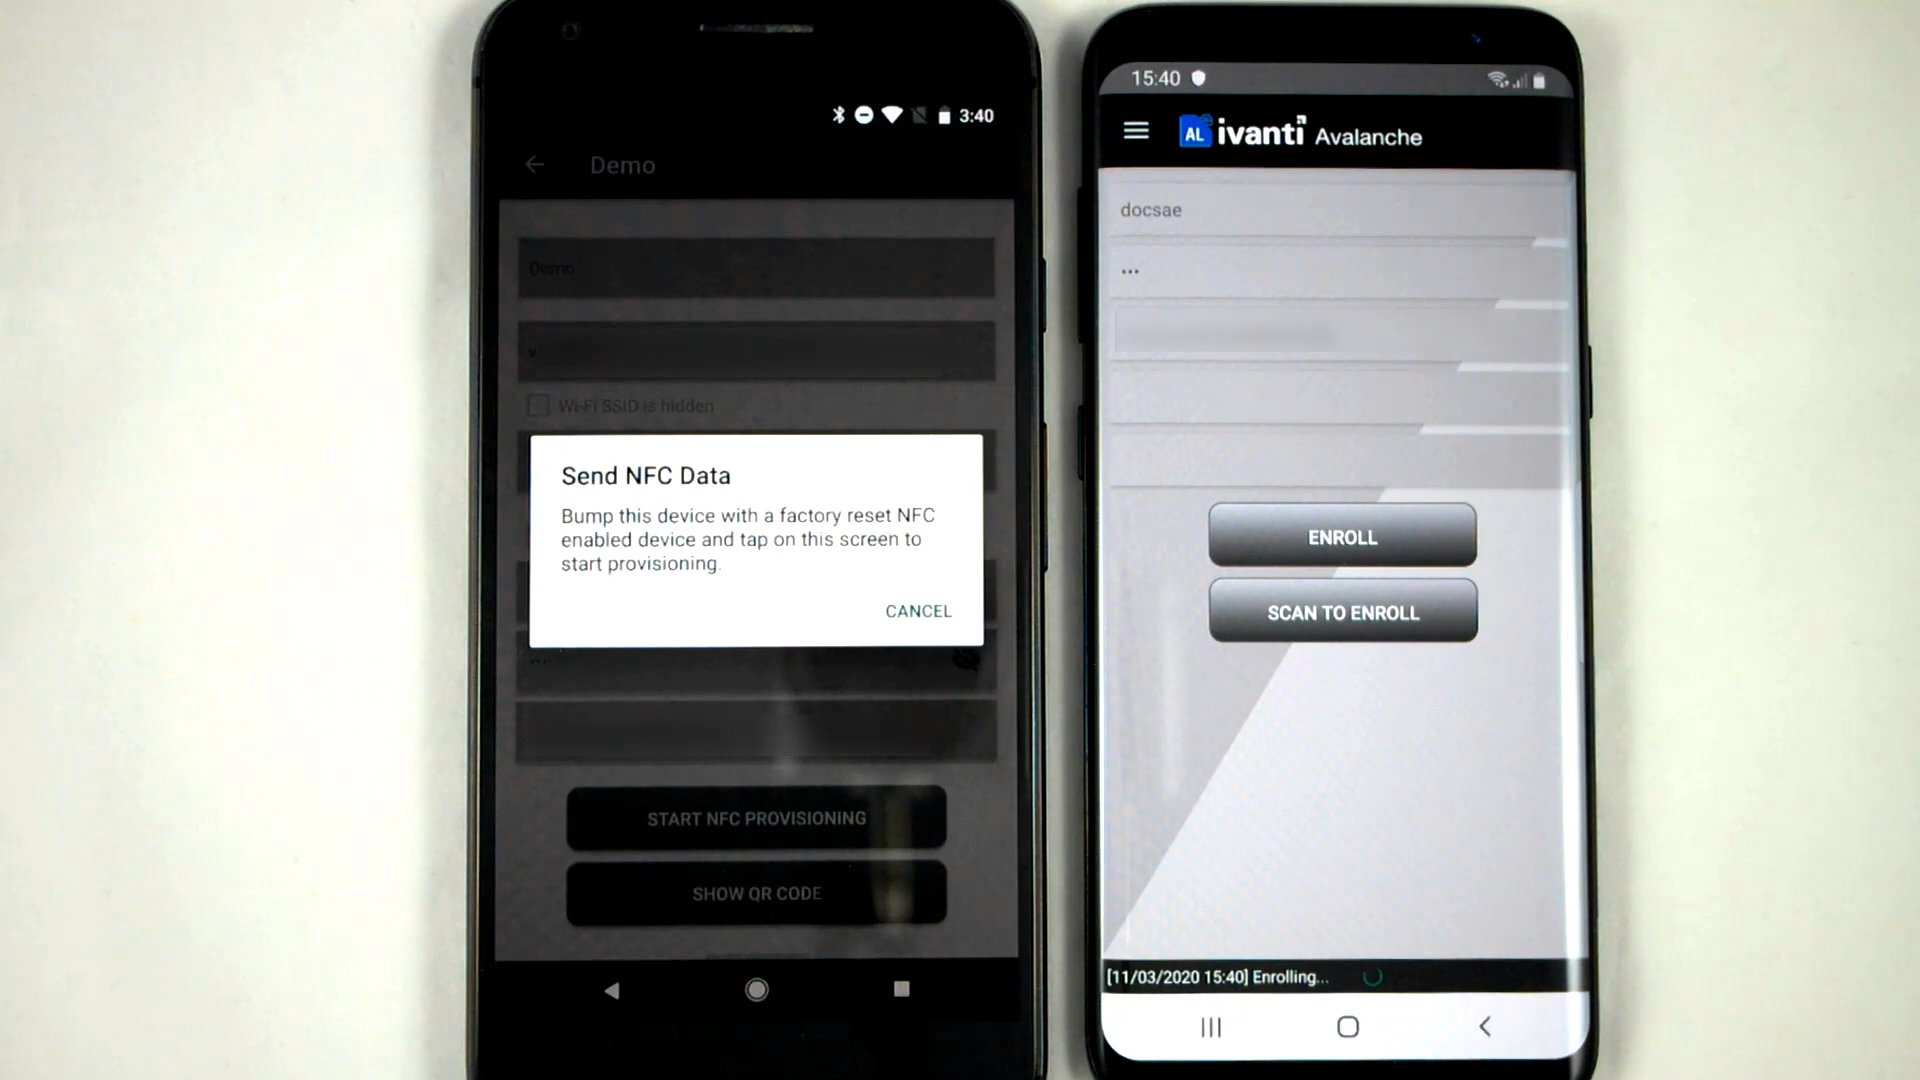 3:40
Demo
Demo
v
Wi-Fi SSID is hidden
Send NFC Data
Bump this device with a factory reset NFC
enabled device and tap on this screen to
start provisioning.
CANCEL
...
START NFC PROVISIONING
SHOW QR CODE
15:40
AL ivanti Avalanche
docsae
...
ENROLL
SCAN TO ENROLL
[11/03/2020 15:40] Enrolling...